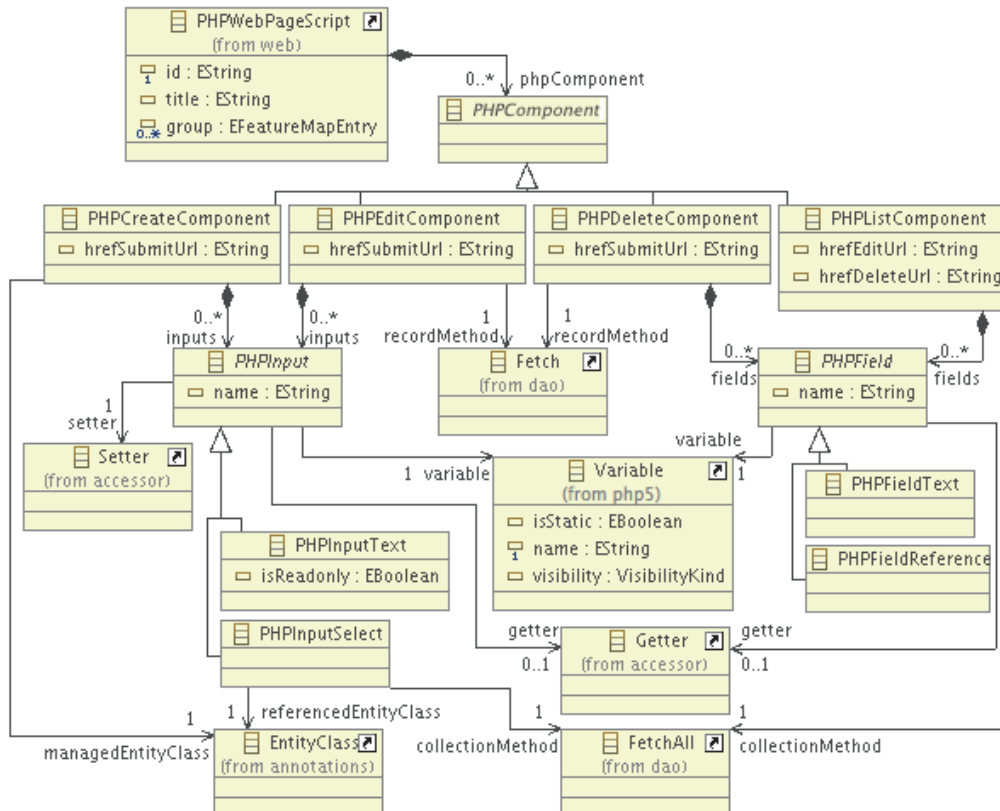 PHPWebPageScript
(from web)
id : EString
title : EString
group : EFeatureMapEntry
0..* phpComponent
PHPComponent
PHPCreateComponent
hrefSubmitUrl : EString
PHPEditComponent
hrefSubmitUrl : EString
PHPDeleteComponent
hrefSubmitUrl : EString
PHPListComponent
hrefEditUrl : EString
hrefDeleteUrl : EString
0..*
inputs
0..*
inputs
1
recordMethod
1
recordMethod
0..*
fields
0..*
fields
PHPInput
name : EString
Fetch
(from dao)
PHPField
name : EString
1
setter
Setter
(from accessor)
1 variable
variable
1
Variable
(from php5)
isStatic : EBoolean
1
name : EString
visibility : VisibilityKind
PHPFieldText
PHPFieldReference
PHPInputText
isReadonly : EBoolean
PHPInputSelect
getter
0..1
Getter
(from accessor)
getter
0..1
1
managedEntityClass
1
referencedEntityClass
EntityClass
(from annotations)
1
collectionMethod
FetchAll
(from dao)
1
collectionMethod